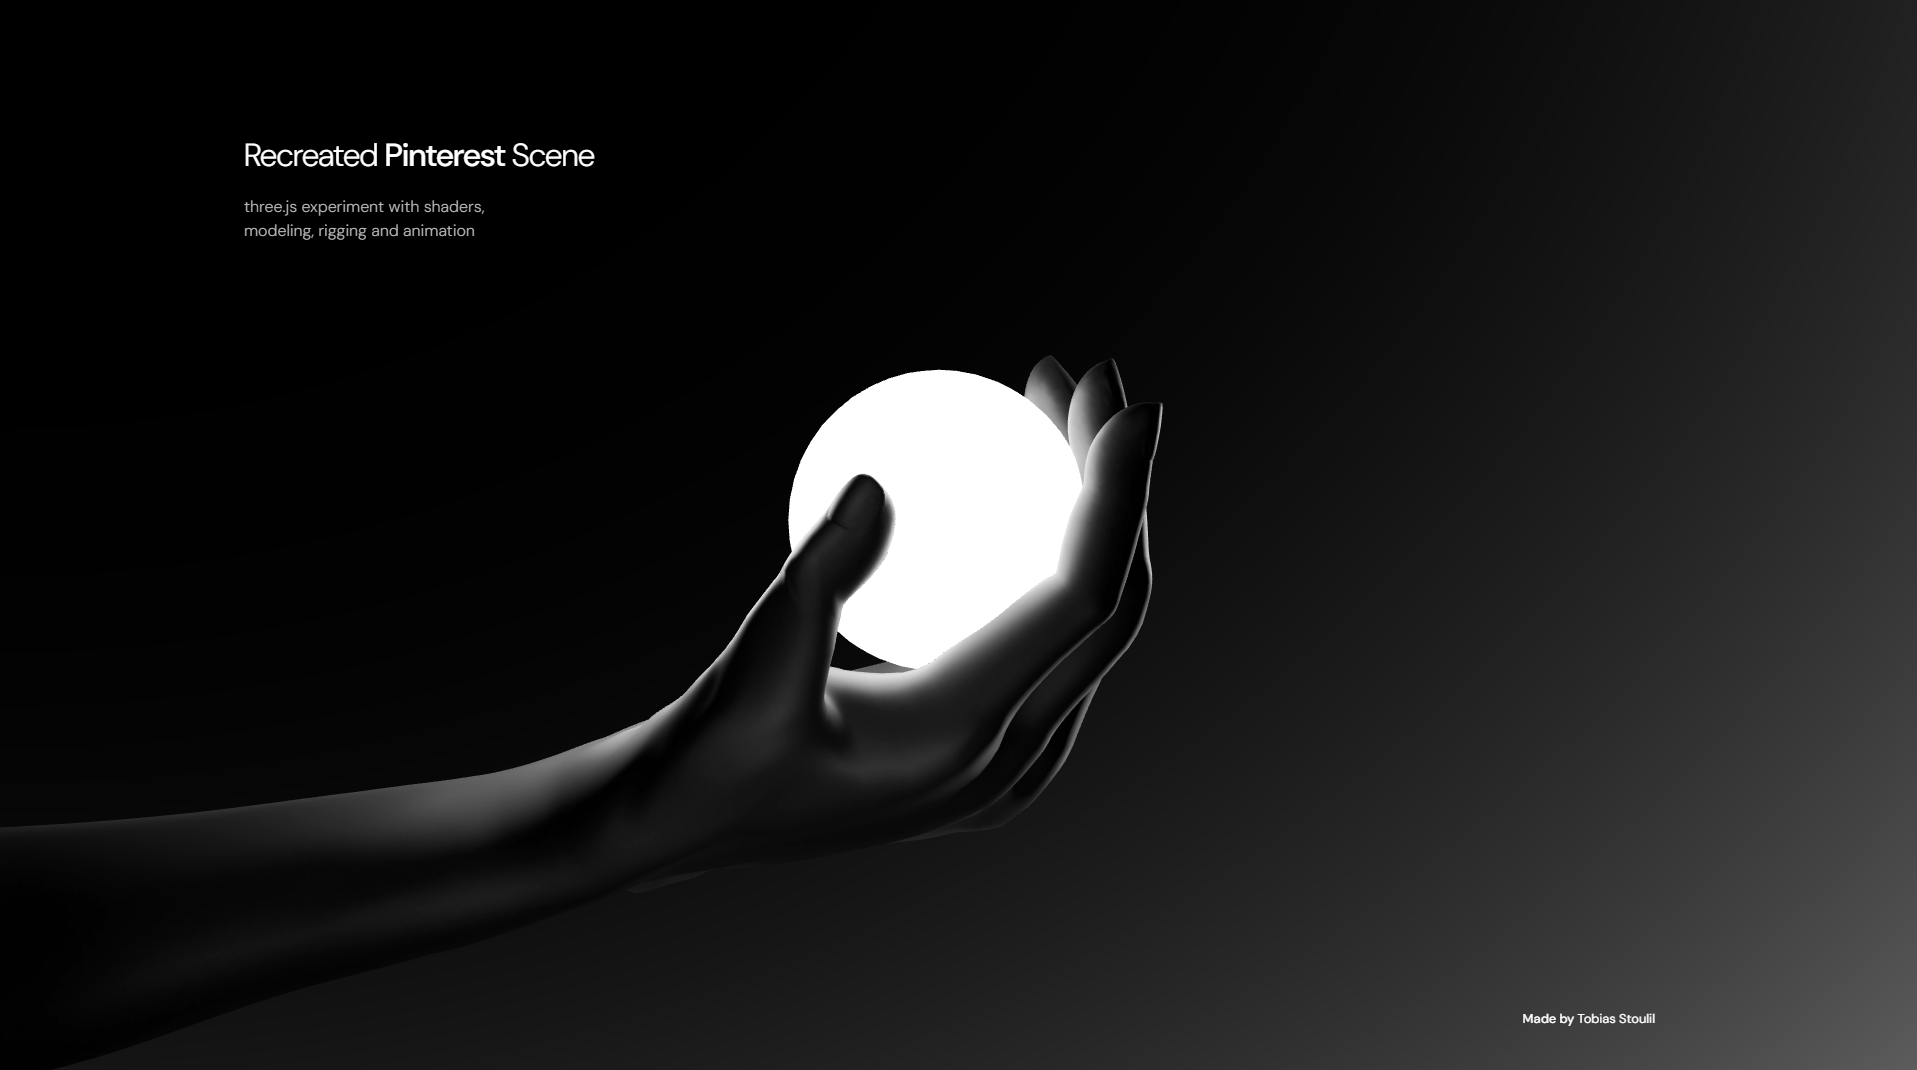 Recreated Pinterest Scene
three.js experiment with shaders,
modeling, rigging and animation
Made by Tobias Stoulil